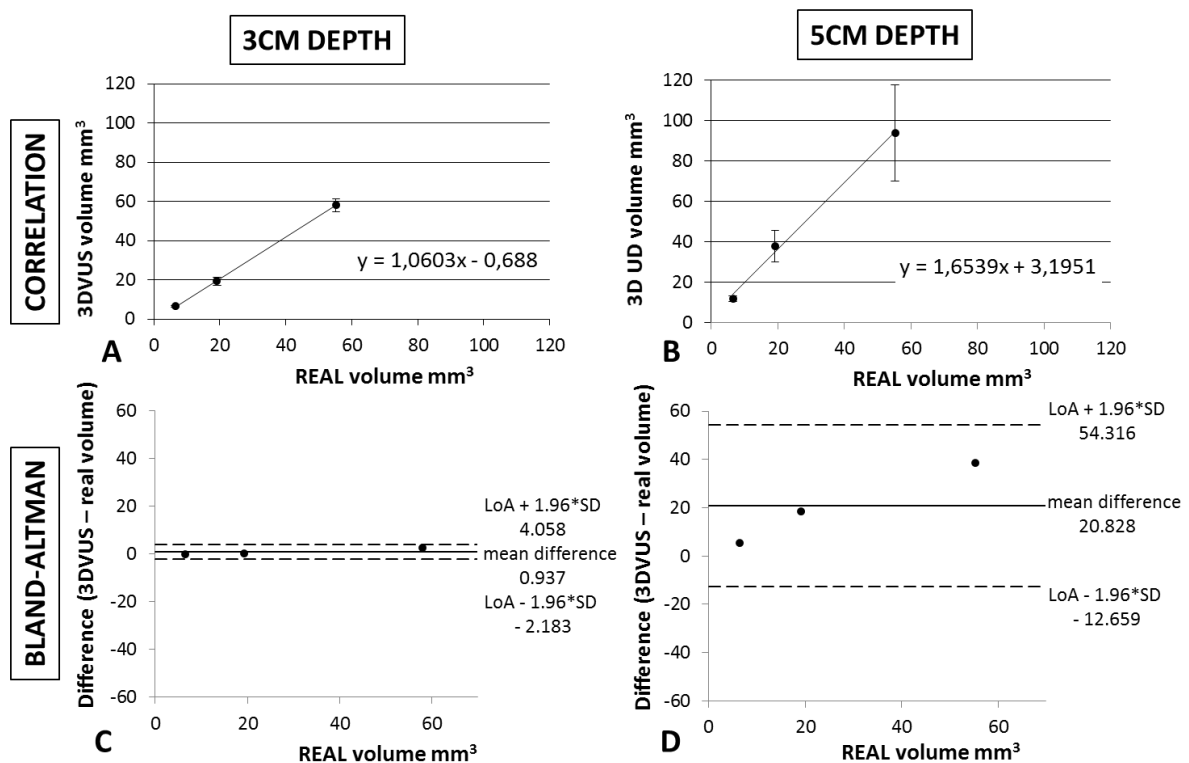 3CM DEPTH
5CM DEPTH
CORRELATION
3DVUS volume mm³
120
100
80
60
40
20
0
y = 1,0603x - 0,688
0 20 40 60 80 100 120
A
REAL volume mm³
3D UD volume mm³
120
100
80
60
40
20
0
y = 1,6539x + 3,1951
0 20 40 60 80 100 120
B
REAL volume mm³
BLAND-ALTMAN
Difference (3DVUS – real volume)
60
40
20
0
-20
-40
-60
LoA + 1.96*SD
4.058
mean difference
0.937
LoA - 1.96*SD
- 2.183
0 20 40 60
C
REAL volume mm³
Difference (3DVUS – real volume)
60
40
20
0
-20
-40
-60
LoA + 1.96*SD
54.316
mean difference
20.828
LoA - 1.96*SD
- 12.659
0 20 40 60
D
REAL volume mm³